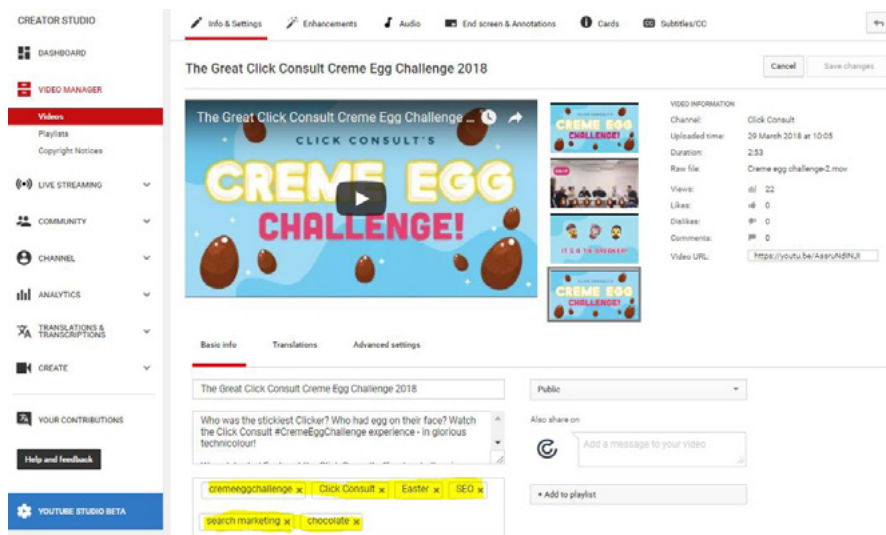 CREATOR STUDIO
Info & Settings
Enhancements
Audio
End screen & Annotations
Cards
CC Subtitles/CC
DASHBOARD
VIDEO MANAGER
Videos
Playlists
Copyright Notices
LIVE STREAMING
COMMUNITY
CHANNEL
ANALYTICS
TRANSLATIONS &
TRANSCRIPTIONS
CREATE
YOUR CONTRIBUTIONS
Help and feedback
YOUTUBE STUDIO BETA
The Great Click Consult Creme Egg Challenge 2018
Cancel
Save changes
The Great Click Consult Creme Egg Challenge ...
CLICK CONSULT'S
CREME EGG
CHALLENGE!
CREME EGG
CHALLENGE!
CREME EGG
CHALLENGE!
VIDEO INFORMATION
Channel: Click Consult
Uploaded time: 29 March 2018 at 10:05
Duration: 2:53
Raw file: Creme egg challenge-2.mov
Views: 22
Likes: 0
Dislikes: 0
Comments: 0
Video URL:
Basic info
Translations
Advanced settings
The Great Click Consult Creme Egg Challenge 2018
Who was the stickiest Clicker? Who had egg on their face? Watch
the Click Consult #CremeEggChallenge experience - in glorious
technicolour!
cremeeggchallenge x Click Consult x Easter x SEO x
search marketing x chocolate x
Public
Also share on
Add a message to your video
+ Add to playlist